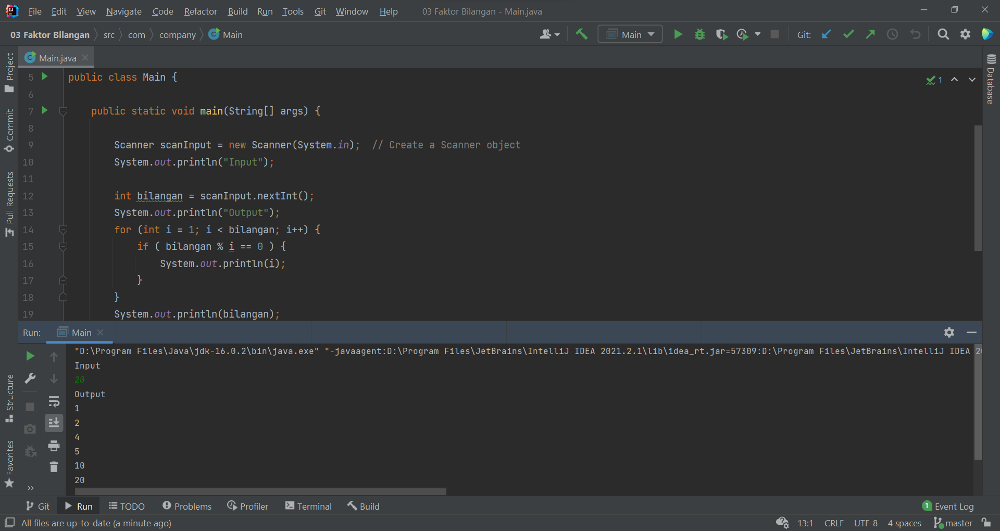 File Edit View Navigate Code Refactor Build Run Tools Git Window Help 03 Faktor Bilangan - Main.java
03 Faktor Bilangan src com company Main Main Git:
Main.java
Project
Commit
Pull Requests
Structure
Favorites
Database
1
5 public class Main {
6
7 public static void main(String[] args) {
8
9 Scanner scanInput = new Scanner(System.in); // Create a Scanner object
10 System.out.println("Input");
11
12 int bilangan = scanInput.nextInt();
13 System.out.println("Output");
14 for (int i = 1; i < bilangan; i++) {
15 if ( bilangan % i == 0 ) {
16 System.out.println(i);
17 }
18 }
19 System.out.println(bilangan);
Run: Main
"D:\Program Files\Java\jdk-16.0.2\bin\java.exe" "-javaagent:D:\Program Files\JetBrains\IntelliJ IDEA 2021.2.1\lib\idea_rt.jar=57309:D:\Program Files\JetBrains\IntelliJ IDEA
Input
20
Output
1
2
4
5
10
20
Git Run TODO Problems Profiler Terminal Build 1 Event Log
All files are up-to-date (a minute ago) 13:1 CRLF UTF-8 4 spaces master